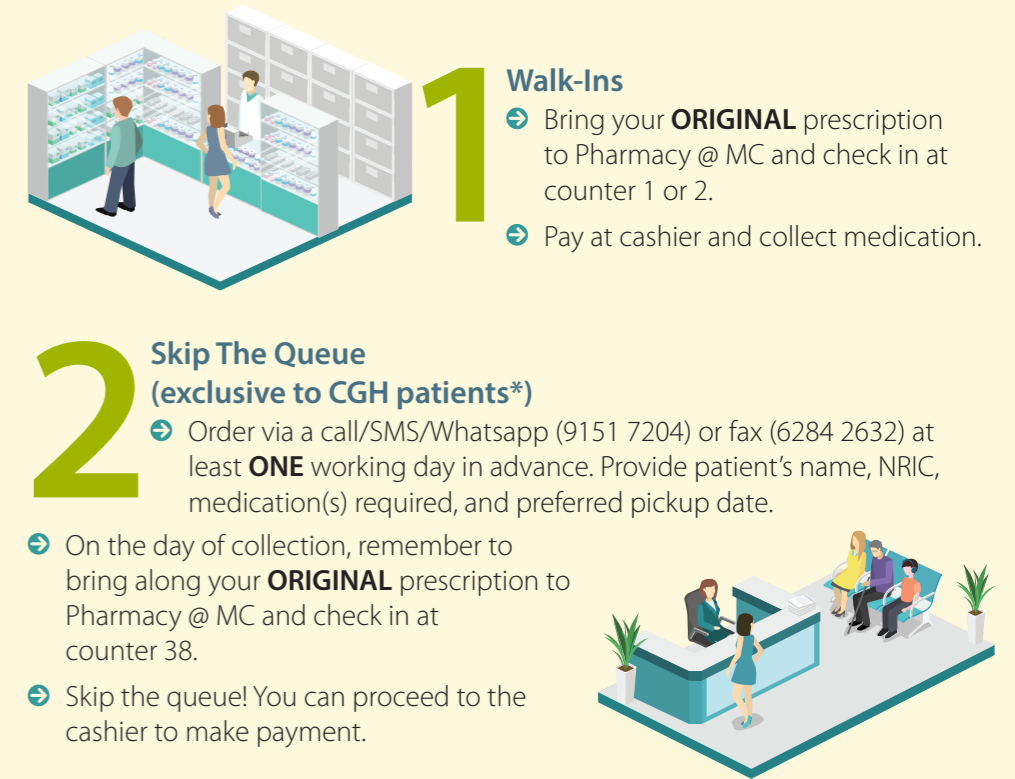 1
Walk-Ins
Bring your ORIGINAL prescription
to Pharmacy @ MC and check in at
counter 1 or 2.
Pay at cashier and collect medication.
2
Skip The Queue
(exclusive to CGH patients*)
Order via a call/SMS/Whatsapp (9151 7204) or fax (6284 2632) at
least ONE working day in advance. Provide patient’s name, NRIC,
medication(s) required, and preferred pickup date.
On the day of collection, remember to
bring along your ORIGINAL prescription to
Pharmacy @ MC and check in at
counter 38.
Skip the queue! You can proceed to the
cashier to make payment.